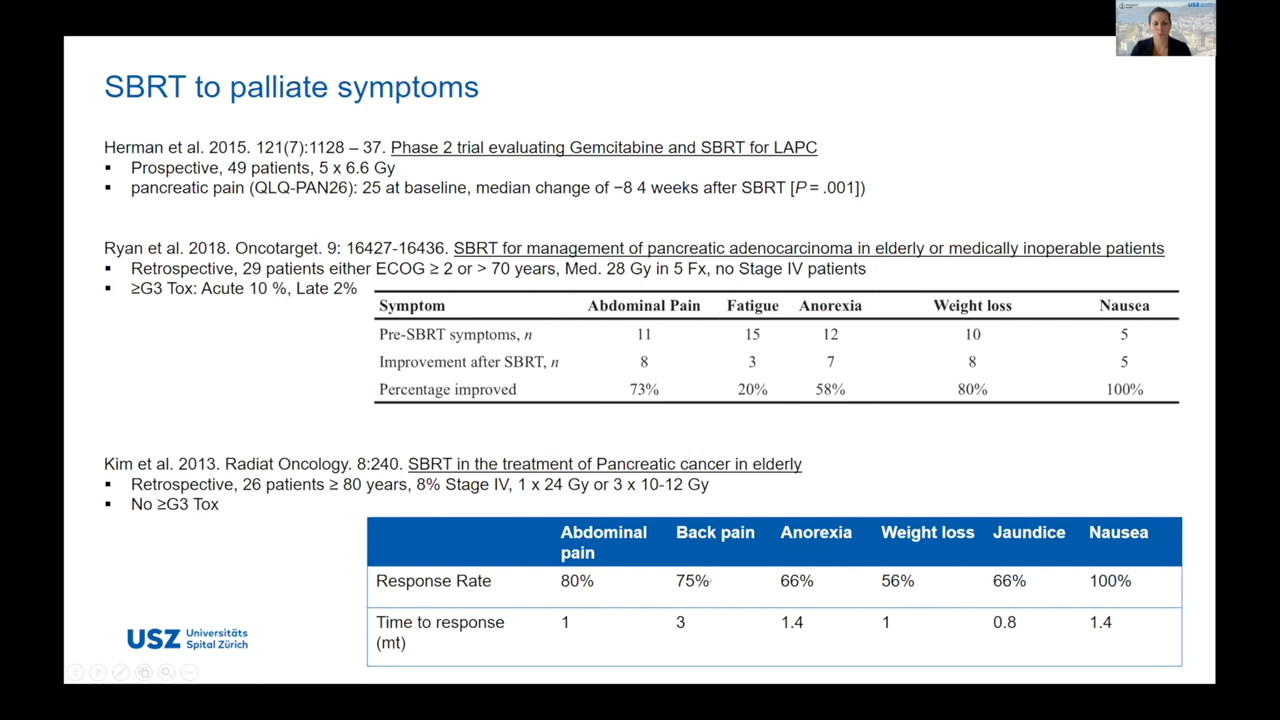 USZ
SBRT to palliate symptoms
Herman et al. 2015. 121(7):1128 – 37. Phase 2 trial evaluating Gemcitabine and SBRT for LAPC
▪ Prospective, 49 patients, 5 x 6.6 Gy
▪ pancreatic pain (QLQ-PAN26): 25 at baseline, median change of −8 4 weeks after SBRT [P = .001])
Ryan et al. 2018. Oncotarget. 9: 16427-16436. SBRT for management of pancreatic adenocarcinoma in elderly or medically inoperable patients
▪ Retrospective, 29 patients either ECOG ≥ 2 or > 70 years, Med. 28 Gy in 5 Fx, no Stage IV patients
▪ ≥G3 Tox: Acute 10 %, Late 2%
Symptom Abdominal Pain Fatigue Anorexia Weight loss Nausea
Pre-SBRT symptoms, n 11 15 12 10 5
Improvement after SBRT, n 8 3 7 8 5
Percentage improved 73% 20% 58% 80% 100%
Kim et al. 2013. Radiat Oncology. 8:240. SBRT in the treatment of Pancreatic cancer in elderly
▪ Retrospective, 26 patients ≥ 80 years, 8% Stage IV, 1 x 24 Gy or 3 x 10-12 Gy
▪ No ≥G3 Tox
Abdominal Back pain Anorexia Weight loss Jaundice Nausea
pain
Response Rate 80% 75% 66% 56% 66% 100%
Time to response 1 3 1.4 1 0.8 1.4
(mt)
USZ Universitäts
Spital Zürich